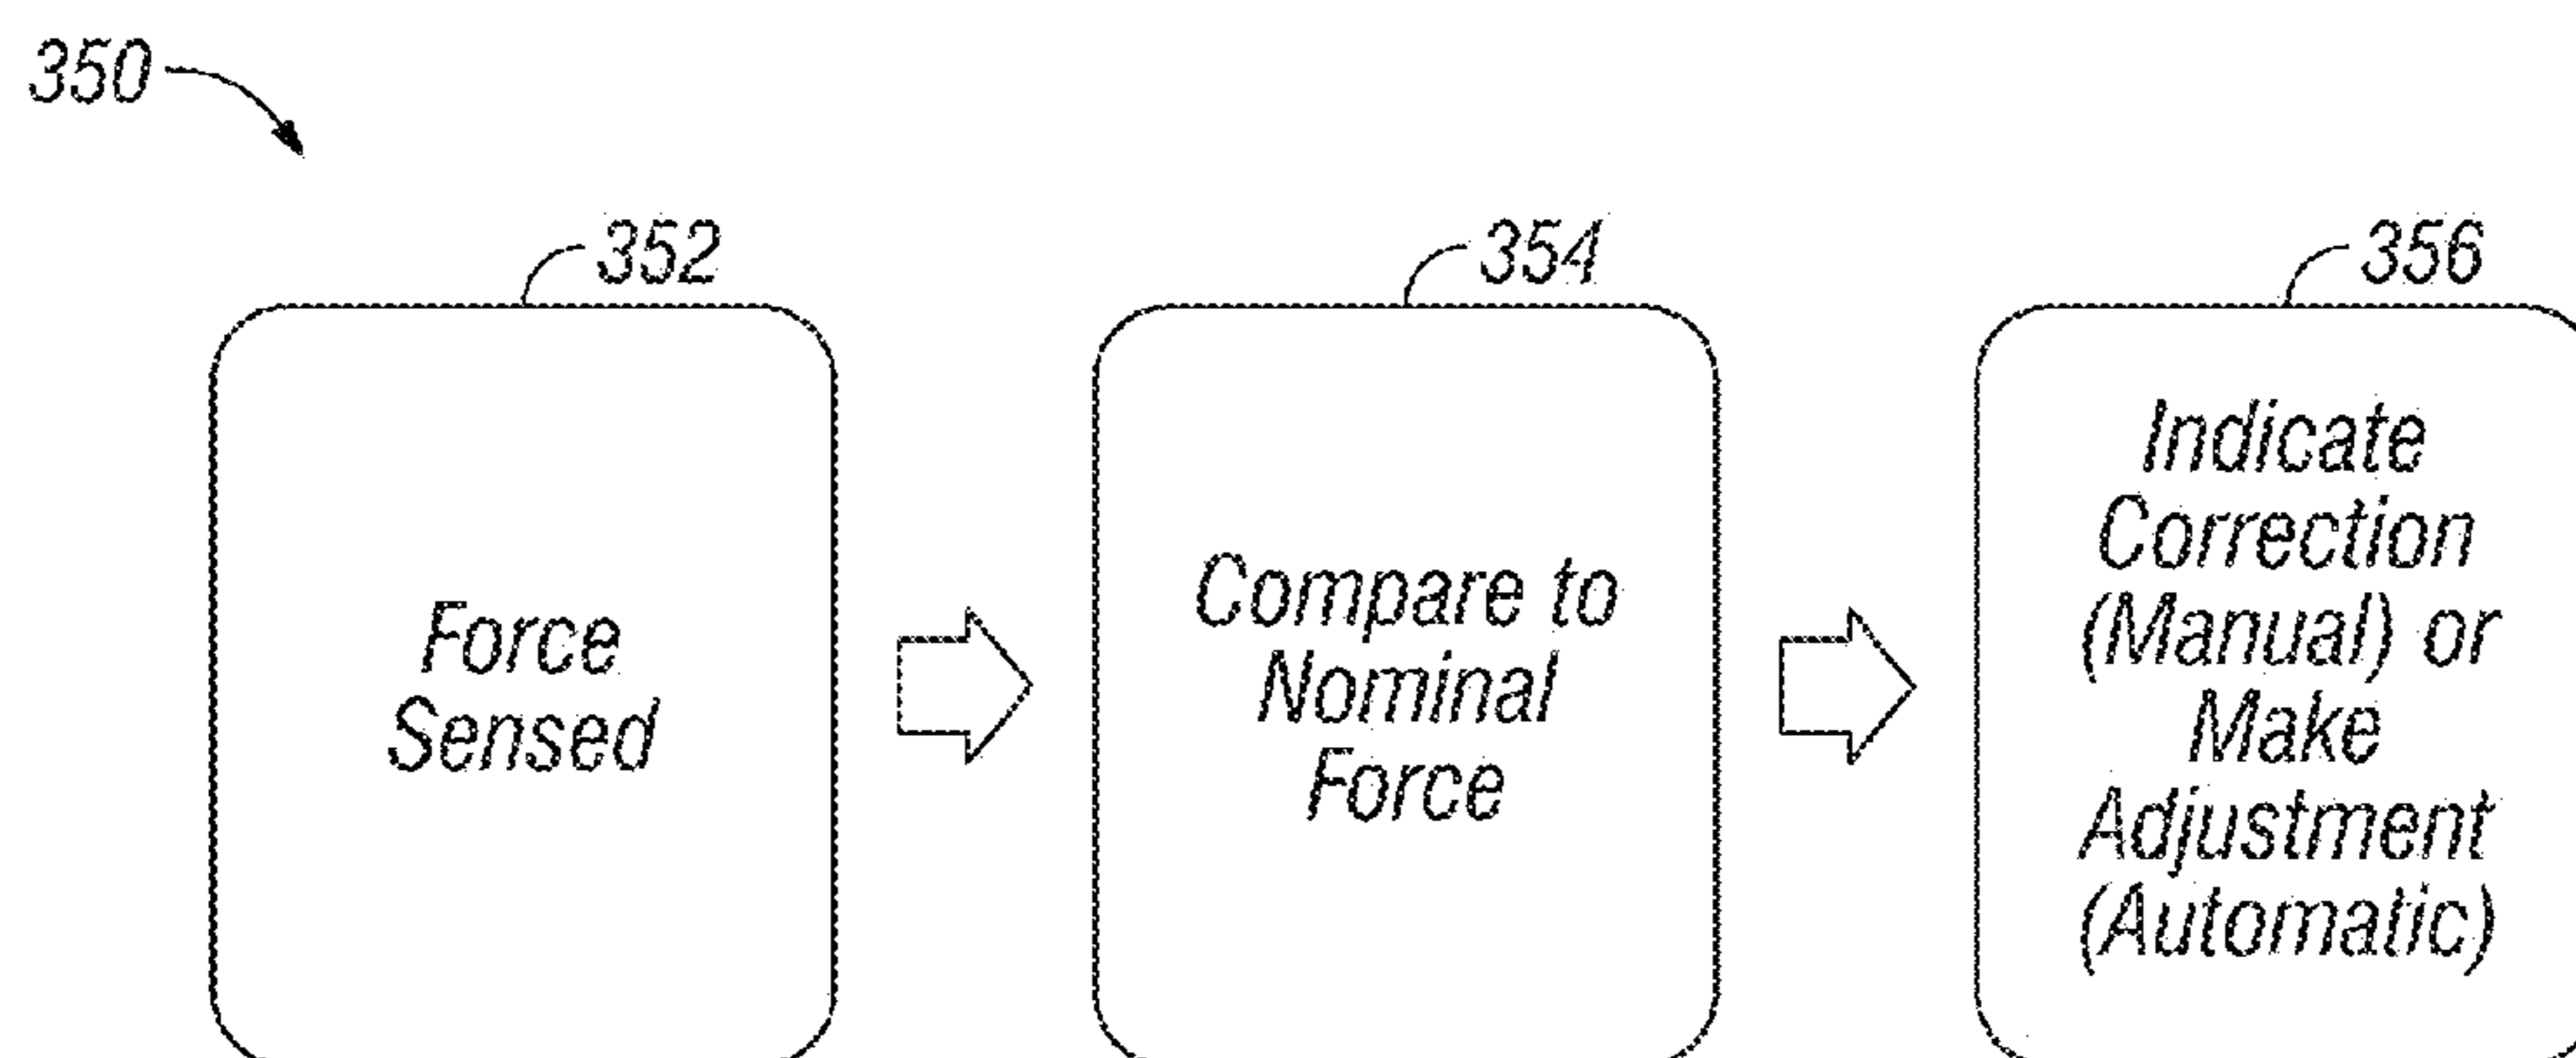 350
352
354
356
Force
Sensed
Compare to
Nominal
Force
Indicate
Correction
(Manual) or
Make
Adjustment
(Automatic)